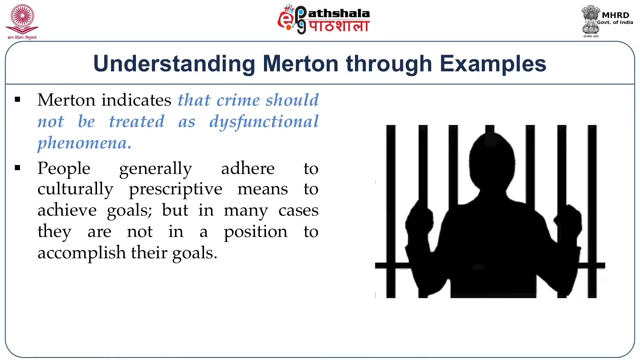 ePathshala
पाठशाला
MHRD
Govt. of India
Understanding Merton through Examples
▪ Merton indicates that crime should
not be treated as dysfunctional
phenomena.
▪ People generally adhere to
culturally prescriptive means to
achieve goals; but in many cases
they are not in a position to
accomplish their goals.